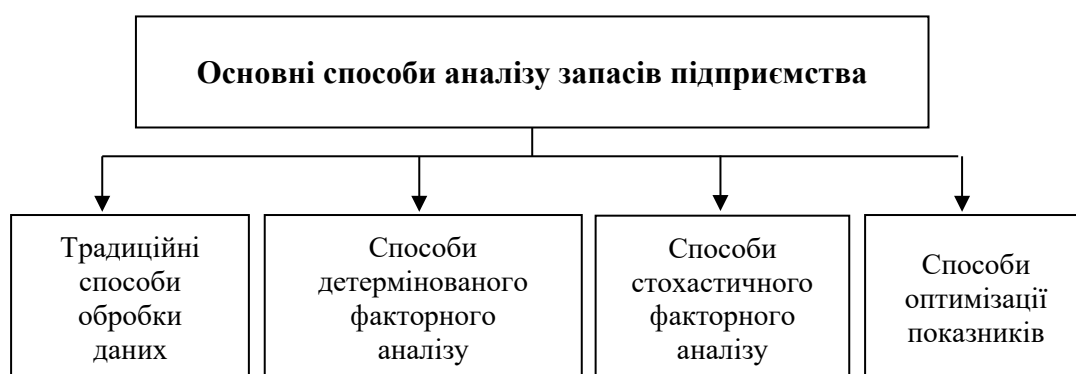 Основні способи аналізу запасів підприємства
Традиційні
способи
обробки
даних
Способи
детермінованого
факторного
аналізу
Способи
стохастичного
факторного
аналізу
Способи
оптимізації
показників